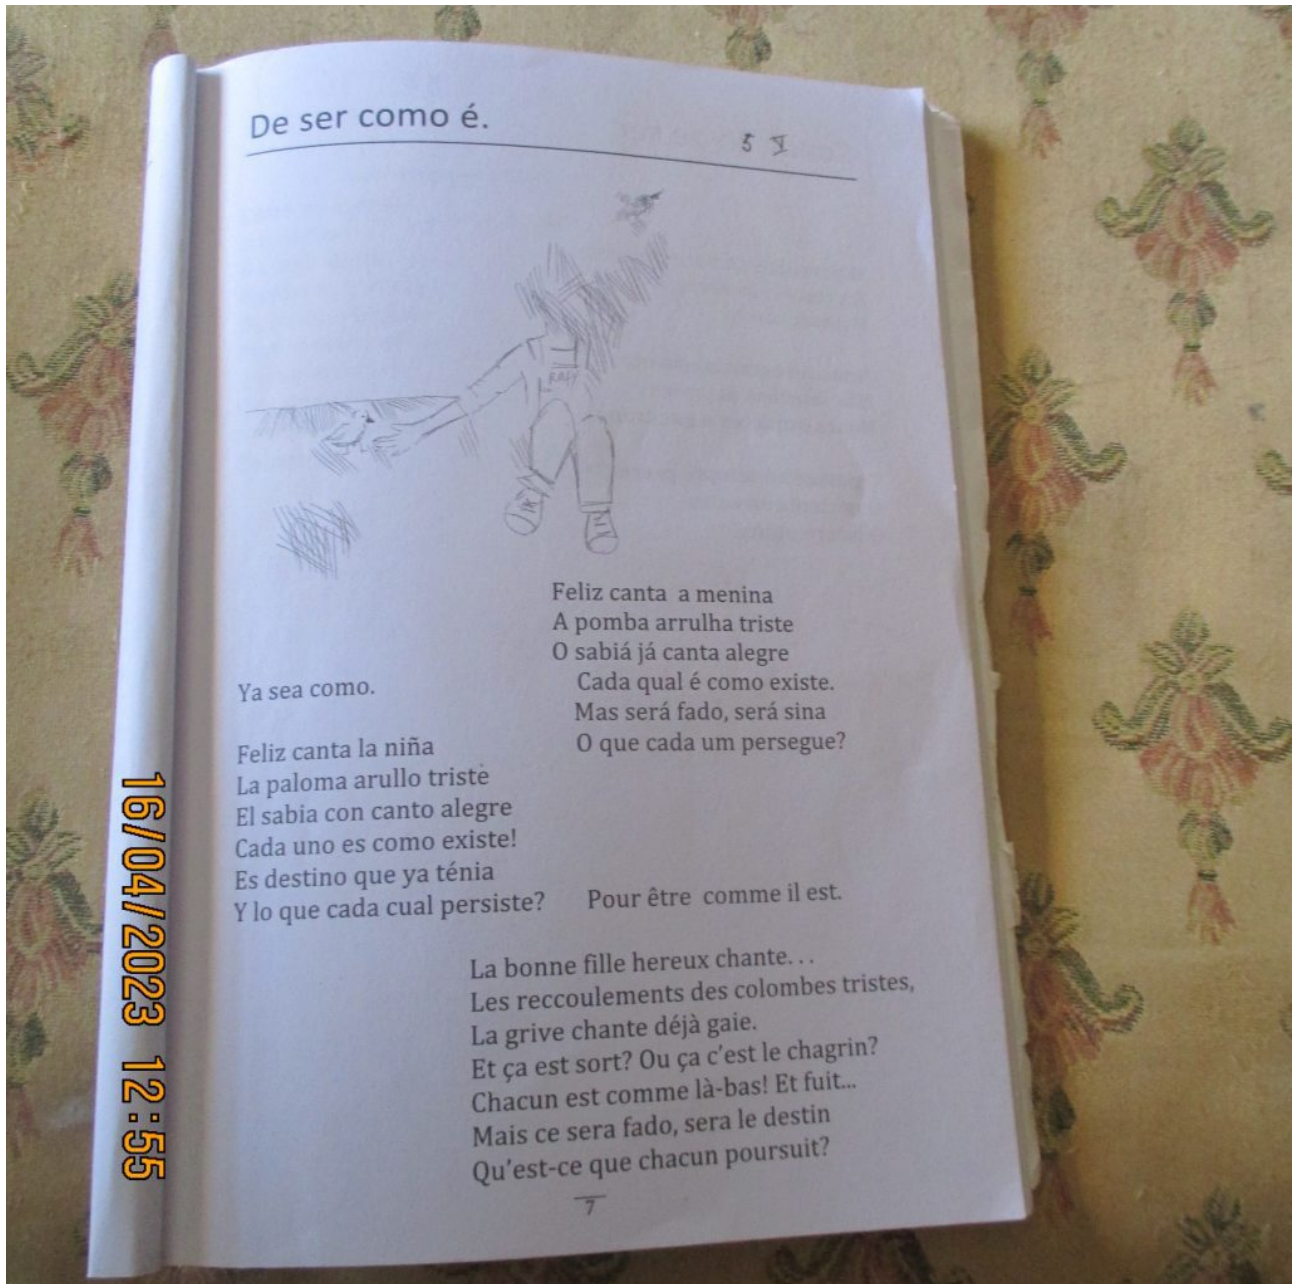 De ser como é.
5 V
Feliz canta a menina
A pomba arrulha triste
O sabiá já canta alegre
Cada qual é como existe.
Mas será fado, será sina
O que cada um persegue?
Ya sea como.
Feliz canta la niña
La paloma arullo triste
El sabia con canto alegre
Cada uno es como existe!
Es destino que ya ténia
Y lo que cada cual persiste?
Pour être comme il est.
La bonne fille hereux chante...
Les reccoulements des colombes tristes,
La grive chante déjà gaie.
Et ça est sort? Ou ça c'est le chagrin?
Chacun est comme là-bas! Et fuit...
Mais ce sera fado, sera le destin
Qu'est-ce que chacun poursuit?
7
16/04/2023 12:55